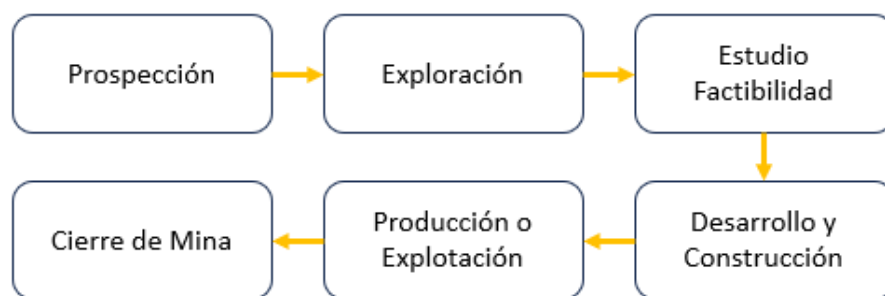 Prospección
Exploración
Estudio
Factibilidad
Desarrollo y
Construcción
Producción o
Explotación
Cierre de Mina